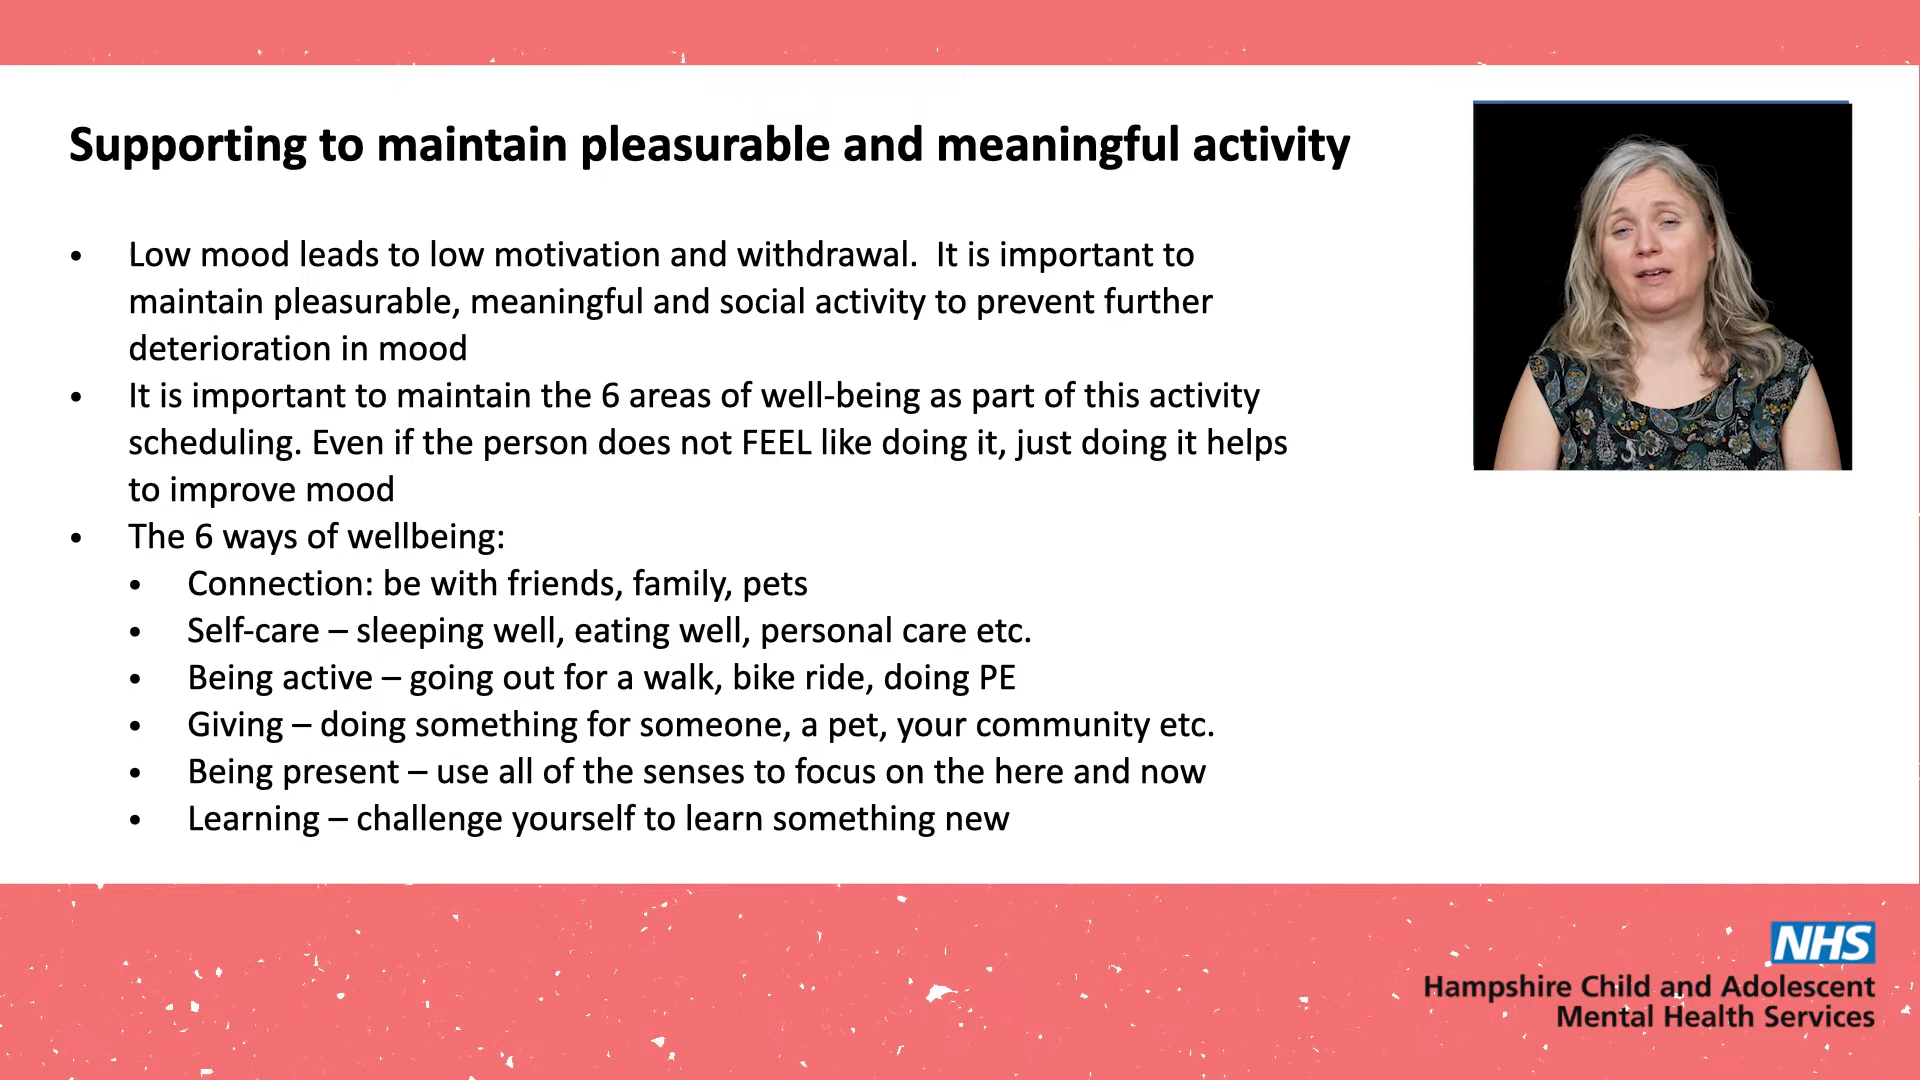 Supporting to maintain pleasurable and meaningful activity
• Low mood leads to low motivation and withdrawal.  It is important to
maintain pleasurable, meaningful and social activity to prevent further
deterioration in mood
• It is important to maintain the 6 areas of well-being as part of this activity
scheduling. Even if the person does not FEEL like doing it, just doing it helps
to improve mood
• The 6 ways of wellbeing:
• Connection: be with friends, family, pets
• Self-care – sleeping well, eating well, personal care etc.
• Being active – going out for a walk, bike ride, doing PE
• Giving – doing something for someone, a pet, your community etc.
• Being present – use all of the senses to focus on the here and now
• Learning – challenge yourself to learn something new
NHS
Hampshire Child and Adolescent
Mental Health Services